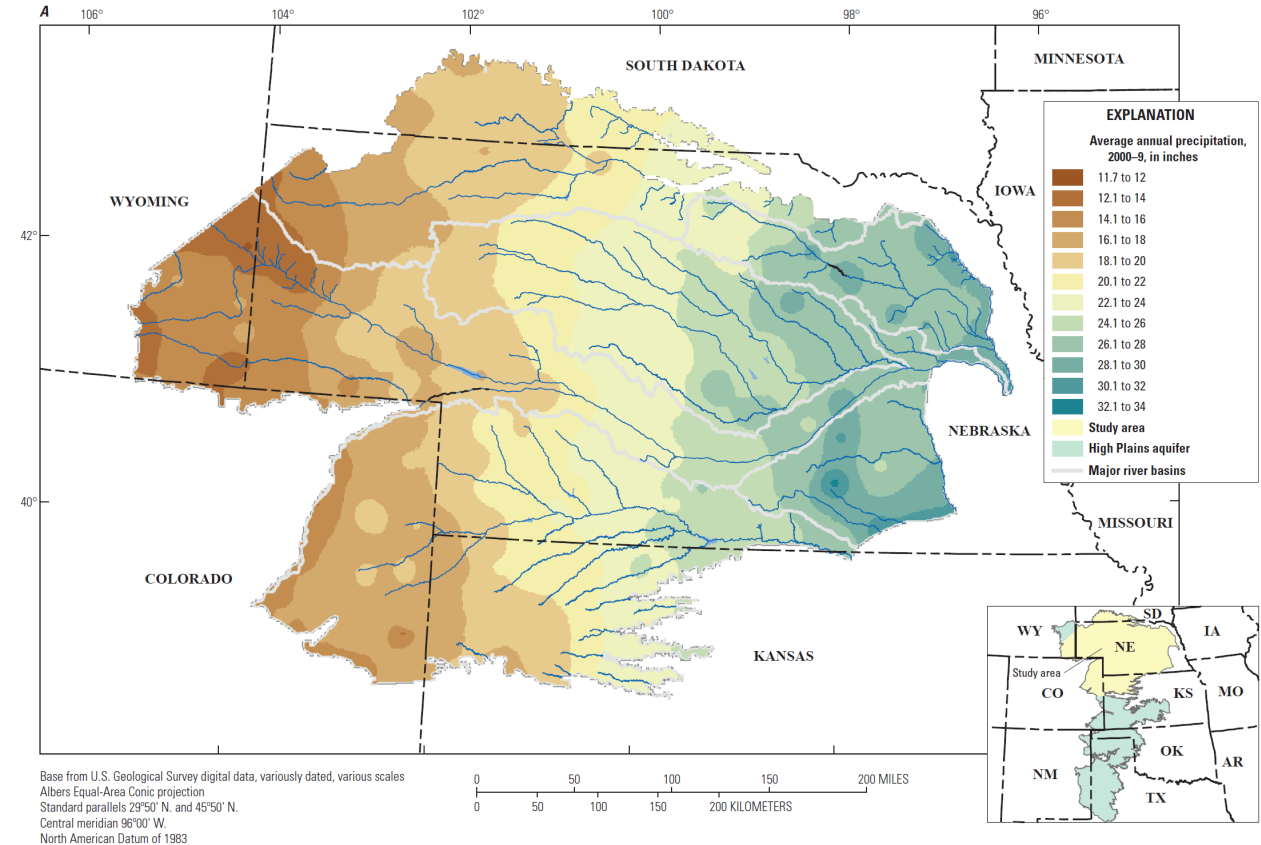 A
106°
104°
102°
100°
98°
96°
MINNESOTA
SOUTH DAKOTA
EXPLANATION
Average annual precipitation,
2000–9, in inches
11.7 to 12
12.1 to 14
14.1 to 16
16.1 to 18
18.1 to 20
20.1 to 22
22.1 to 24
24.1 to 26
26.1 to 28
28.1 to 30
30.1 to 32
32.1 to 34
Study area
High Plains aquifer
Major river basins
IOWA
WYOMING
42°
NEBRASKA
40°
MISSOURI
COLORADO
KANSAS
SD
WY
IA
NE
Study area
CO
KS
MO
OK
AR
NM
TX
Base from U.S. Geological Survey digital data, variously dated, various scales
Albers Equal-Area Conic projection
Standard parallels 29°50' N. and 45°50' N.
Central meridian 96°00' W.
North American Datum of 1983
0 50 100 150 200 MILES
0 50 100 150 200 KILOMETERS